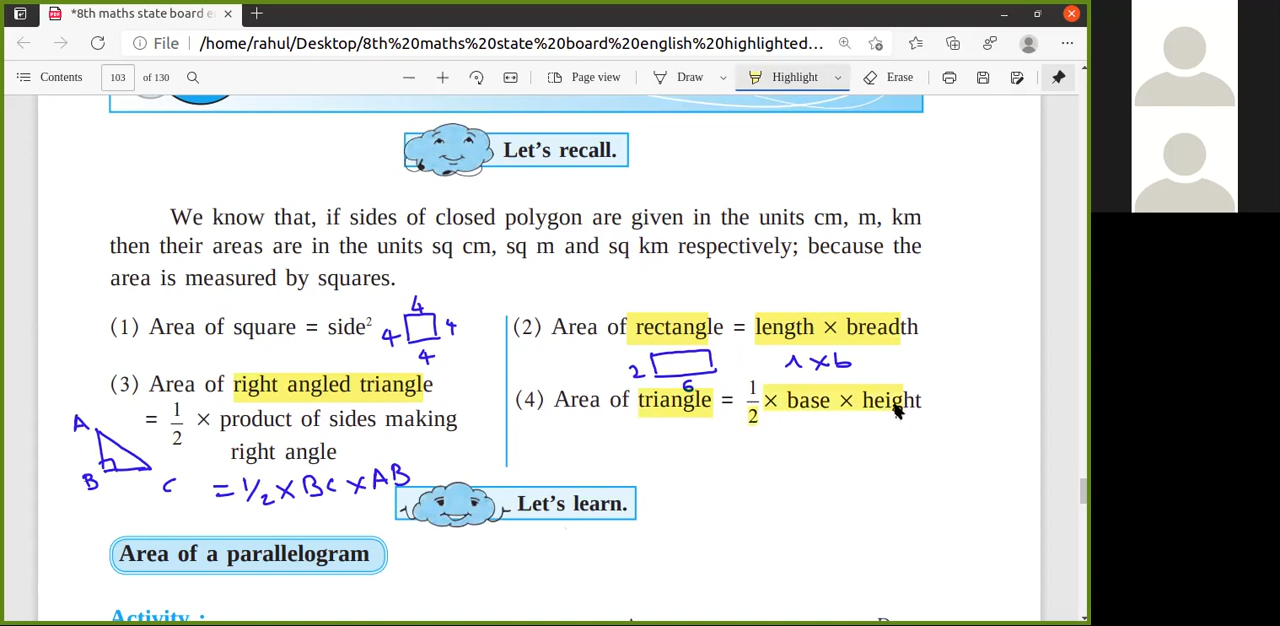 *8th maths state board e
File /home/rahul/Desktop/8th%20maths%20state%20board%20english%20highlighted...
Contents 103 of 130 Page view Draw Highlight Erase
Let's recall.
We know that, if sides of closed polygon are given in the units cm, m, km
then their areas are in the units sq cm, sq m and sq km respectively; because the
area is measured by squares.
(1) Area of square = side²
4
4 4
4
(2) Area of rectangle = length × breadth
2
6
l × b
(3) Area of right angled triangle
= 1/2 × product of sides making
right angle
A
B C
= 1/2 × BC × AB
(4) Area of triangle = 1/2 × base × height
Let's learn.
Area of a parallelogram
Activity :